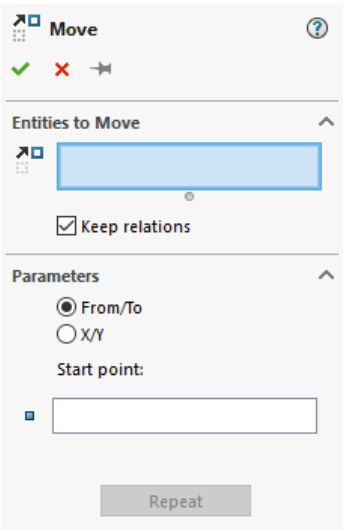 Move
?
Entities to Move
Keep relations
Parameters
From/To
X/Y
Start point:
Repeat